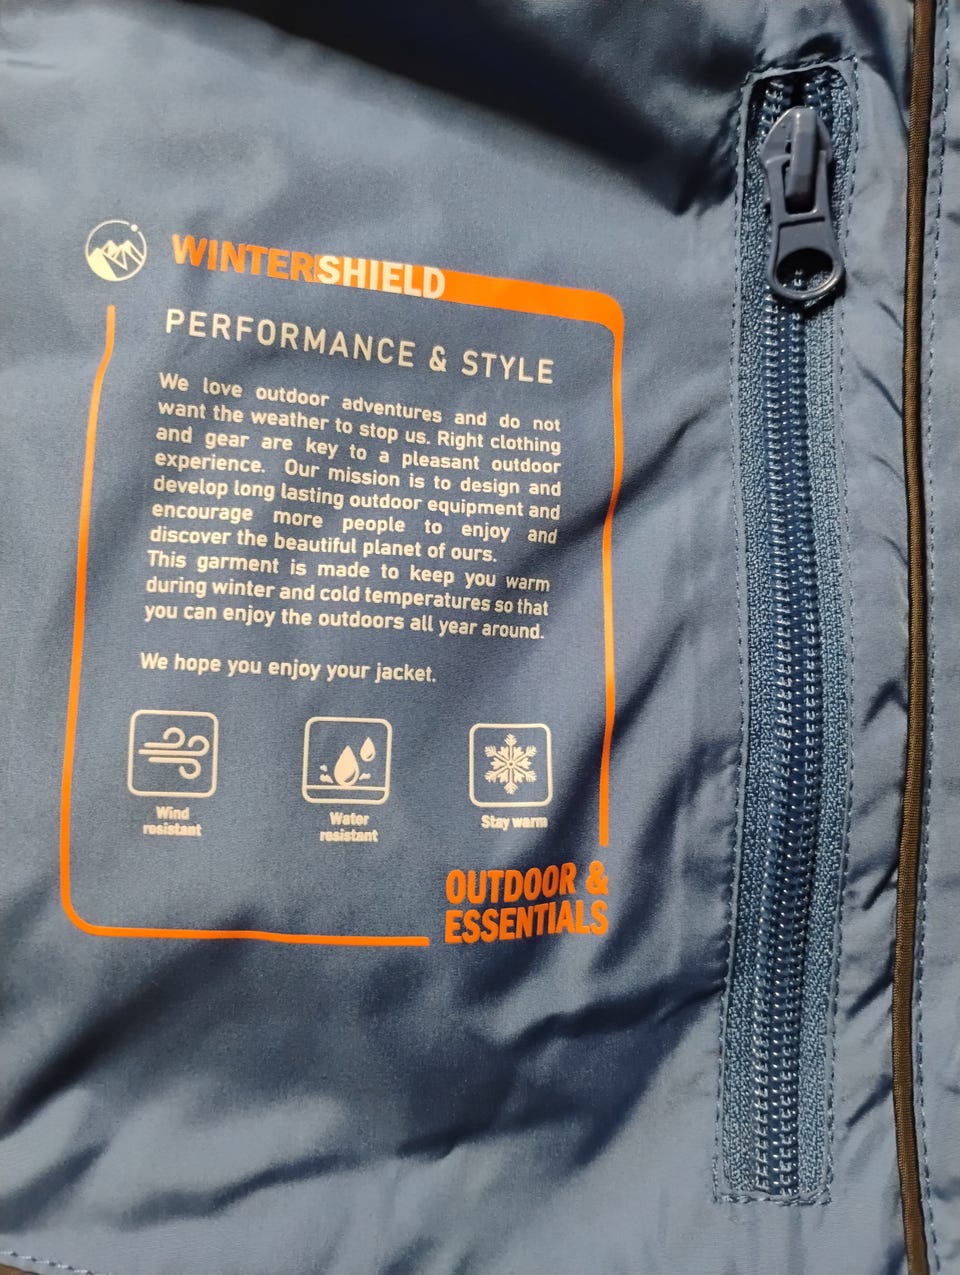 WINTERSHIELD
PERFORMANCE & STYLE
We love outdoor adventures and do not
want the weather to stop us. Right clothing
and gear are key to a pleasant outdoor
experience. Our mission is to design and
develop long lasting outdoor equipment and
encourage more people to enjoy and
discover the beautiful planet of ours.
This garment is made to keep you warm
during winter and cold temperatures so that
you can enjoy the outdoors all year around.
We hope you enjoy your jacket.
Wind
resistant
Water
resistant
Stay warm
OUTDOOR &
ESSENTIALS